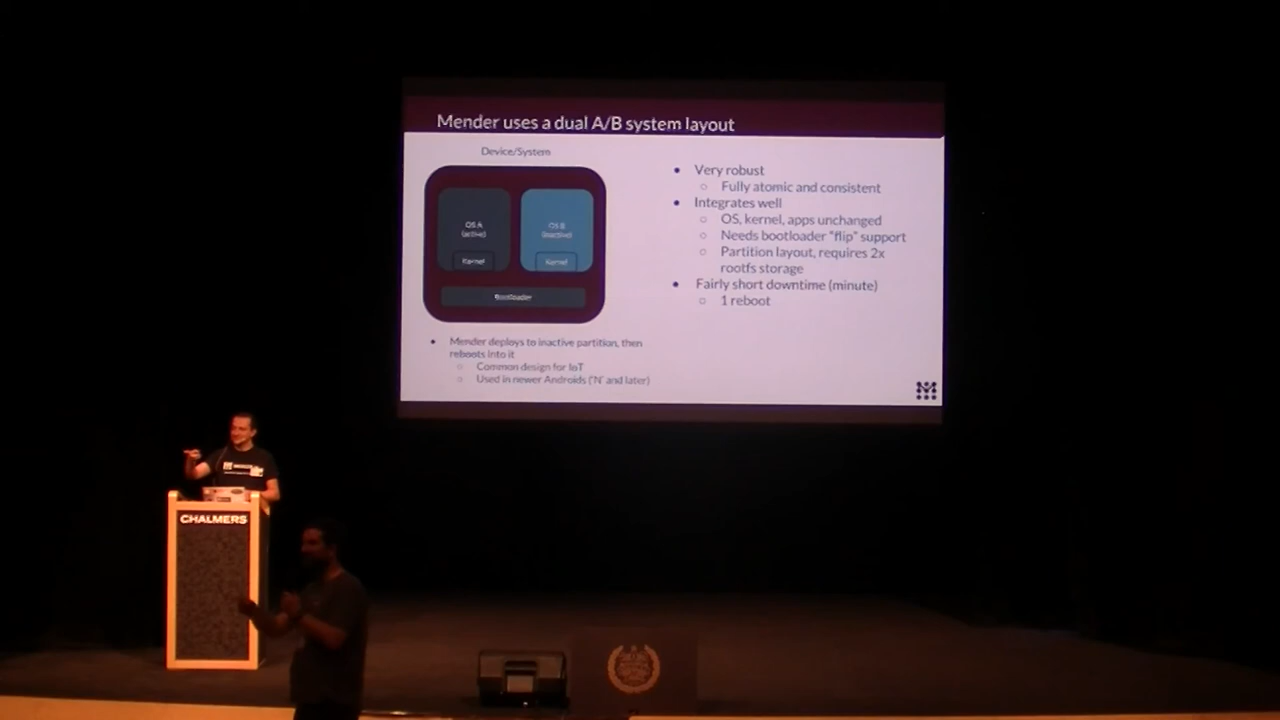 Mender uses a dual A/B system layout
Device/System
OS A
(active)
Kernel
OS B
(inactive)
Kernel
Bootloader
• Mender deploys to inactive partition, then
reboots into it
○ Common design for IoT
○ Used in newer Androids ('N' and later)
• Very robust
○ Fully atomic and consistent
• Integrates well
○ OS, kernel, apps unchanged
○ Needs bootloader "flip" support
○ Partition layout, requires 2x
rootfs storage
• Fairly short downtime (minute)
○ 1 reboot
CHALMERS